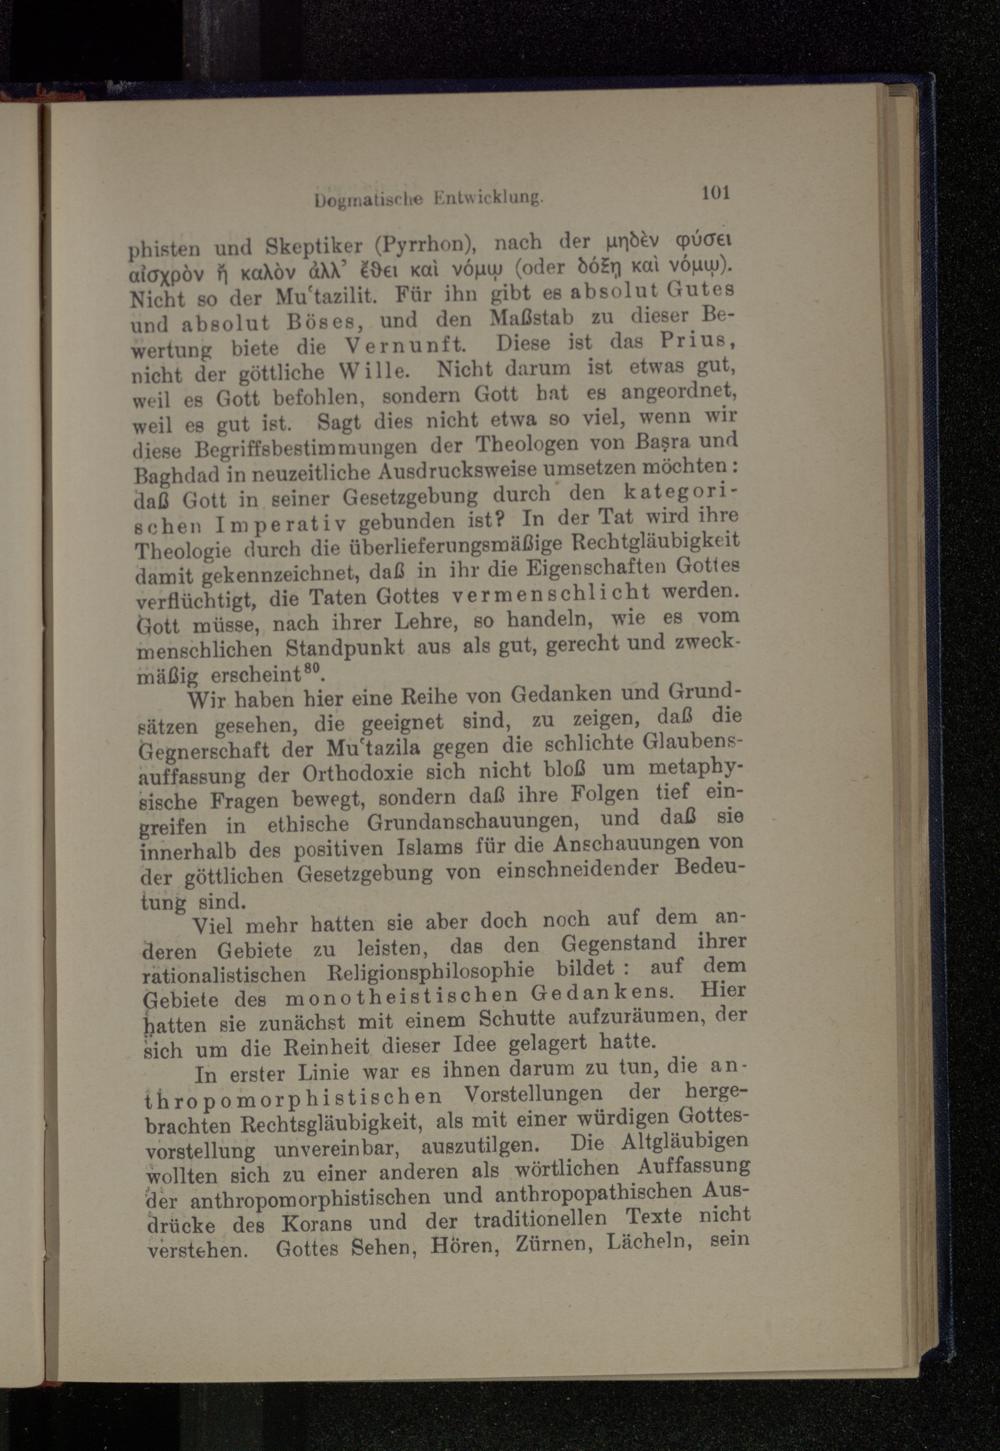 Dogmatische Entwicklung. 101
phisten und Skeptiker (Pyrrhon), nach der μηδὲν φύσει
αἰσχρὸν ἢ καλὸν ἀλλ’ ἔθει καὶ νόμῳ (oder δόξῃ καὶ νόμῳ).
Nicht so der Muʿtazilit. Für ihn gibt es absolut Gutes
und absolut Böses, und den Maßstab zu dieser Be-
wertung biete die Vernunft. Diese ist das Prius,
nicht der göttliche Wille. Nicht darum ist etwas gut,
weil es Gott befohlen, sondern Gott hat es angeordnet,
weil es gut ist. Sagt dies nicht etwa so viel, wenn wir
diese Begriffsbestimmungen der Theologen von Baṣra und
Baghdad in neuzeitliche Ausdrucksweise umsetzen möchten:
daß Gott in seiner Gesetzgebung durch den kategori-
schen Imperativ gebunden ist? In der Tat wird ihre
Theologie durch die überlieferungsmäßige Rechtgläubigkeit
damit gekennzeichnet, daß in ihr die Eigenschaften Gottes
verflüchtigt, die Taten Gottes vermenschlicht werden.
Gott müsse, nach ihrer Lehre, so handeln, wie es vom
menschlichen Standpunkt aus als gut, gerecht und zweck-
mäßig erscheint⁸⁰.
Wir haben hier eine Reihe von Gedanken und Grund-
sätzen gesehen, die geeignet sind, zu zeigen, daß die
Gegnerschaft der Muʿtazila gegen die schlichte Glaubens-
auffassung der Orthodoxie sich nicht bloß um metaphy-
sische Fragen bewegt, sondern daß ihre Folgen tief ein-
greifen in ethische Grundanschauungen, und daß sie
innerhalb des positiven Islams für die Anschauungen von
der göttlichen Gesetzgebung von einschneidender Bedeu-
tung sind.
Viel mehr hatten sie aber doch noch auf dem an-
deren Gebiete zu leisten, das den Gegenstand ihrer
rationalistischen Religionsphilosophie bildet: auf dem
Gebiete des monotheistischen Gedankens. Hier
hatten sie zunächst mit einem Schutte aufzuräumen, der
sich um die Reinheit dieser Idee gelagert hatte.
In erster Linie war es ihnen darum zu tun, die an-
thropomorphistischen Vorstellungen der herge-
brachten Rechtsgläubigkeit, als mit einer würdigen Gottes-
vorstellung unvereinbar, auszutilgen. Die Altgläubigen
wollten sich zu einer anderen als wörtlichen Auffassung
der anthropomorphistischen und anthropopathischen Aus-
drücke des Korans und der traditionellen Texte nicht
verstehen. Gottes Sehen, Hören, Zürnen, Lächeln, sein